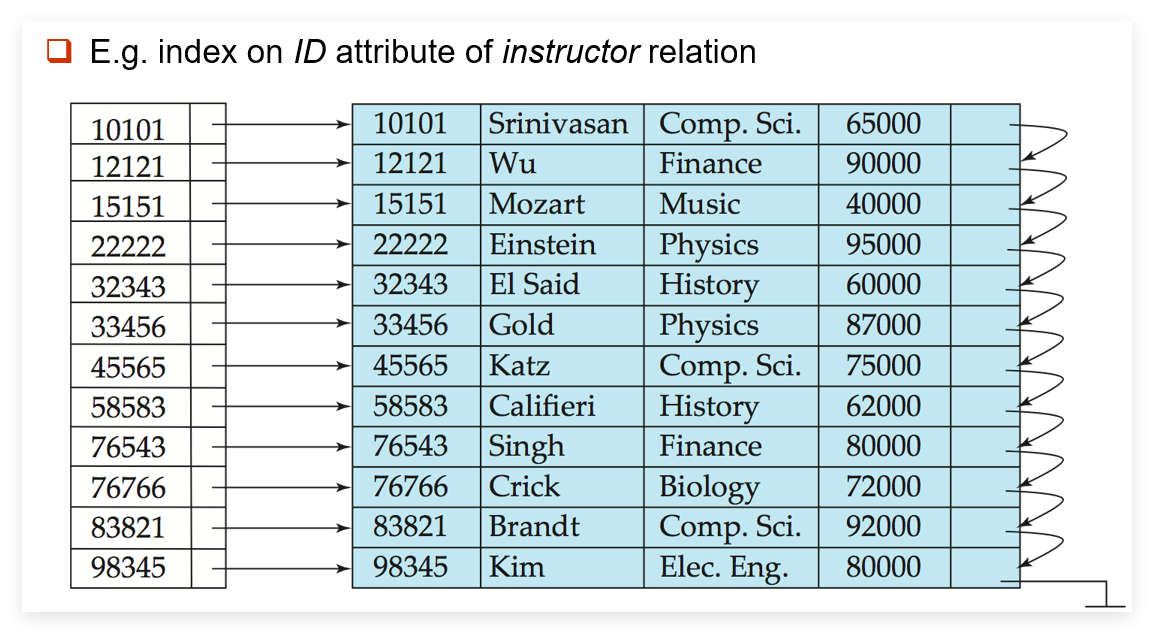 E.g. index on ID attribute of instructor relation
10101 10101 Srinivasan Comp. Sci. 65000
12121 12121 Wu Finance 90000
15151 15151 Mozart Music 40000
22222 22222 Einstein Physics 95000
32343 32343 El Said History 60000
33456 33456 Gold Physics 87000
45565 45565 Katz Comp. Sci. 75000
58583 58583 Califieri History 62000
76543 76543 Singh Finance 80000
76766 76766 Crick Biology 72000
83821 83821 Brandt Comp. Sci. 92000
98345 98345 Kim Elec. Eng. 80000